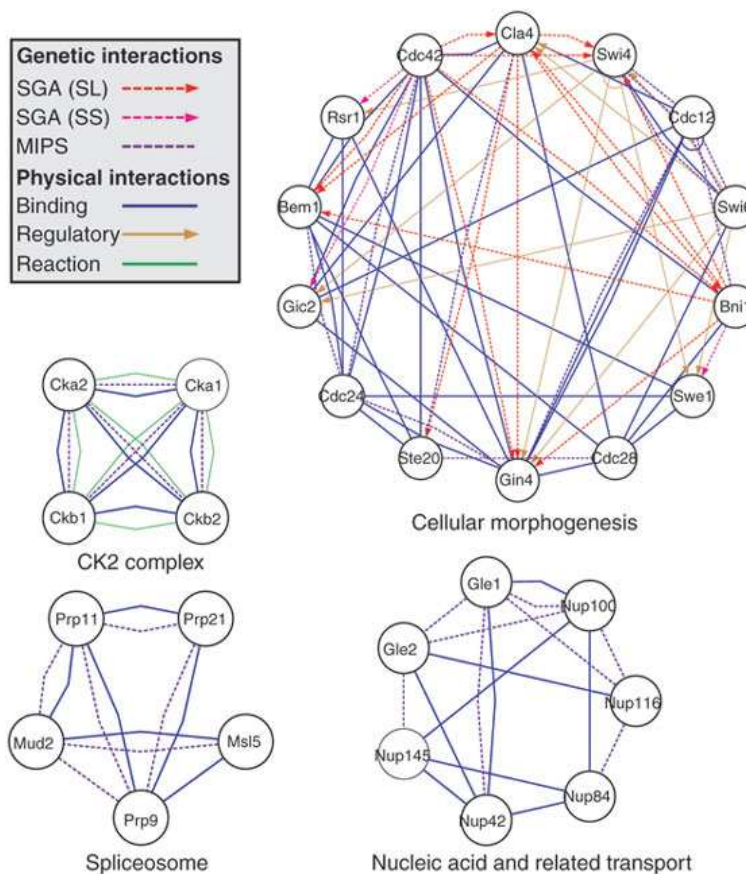 Genetic interactions
SGA (SL)
SGA (SS)
MIPS
Physical interactions
Binding
Regulatory
Reaction
Cla4
Cdc42
Swi4
Rsr1
Cdc12
Bem1
Swi6
Gic2
Bni1
Cdc24
Swe1
Ste20
Cdc28
Gin4
Cellular morphogenesis
Cka2
Cka1
Ckb1
Ckb2
CK2 complex
Prp11
Prp21
Mud2
Msl5
Prp9
Spliceosome
Gle1
Nup100
Gle2
Nup116
Nup145
Nup84
Nup42
Nucleic acid and related transport